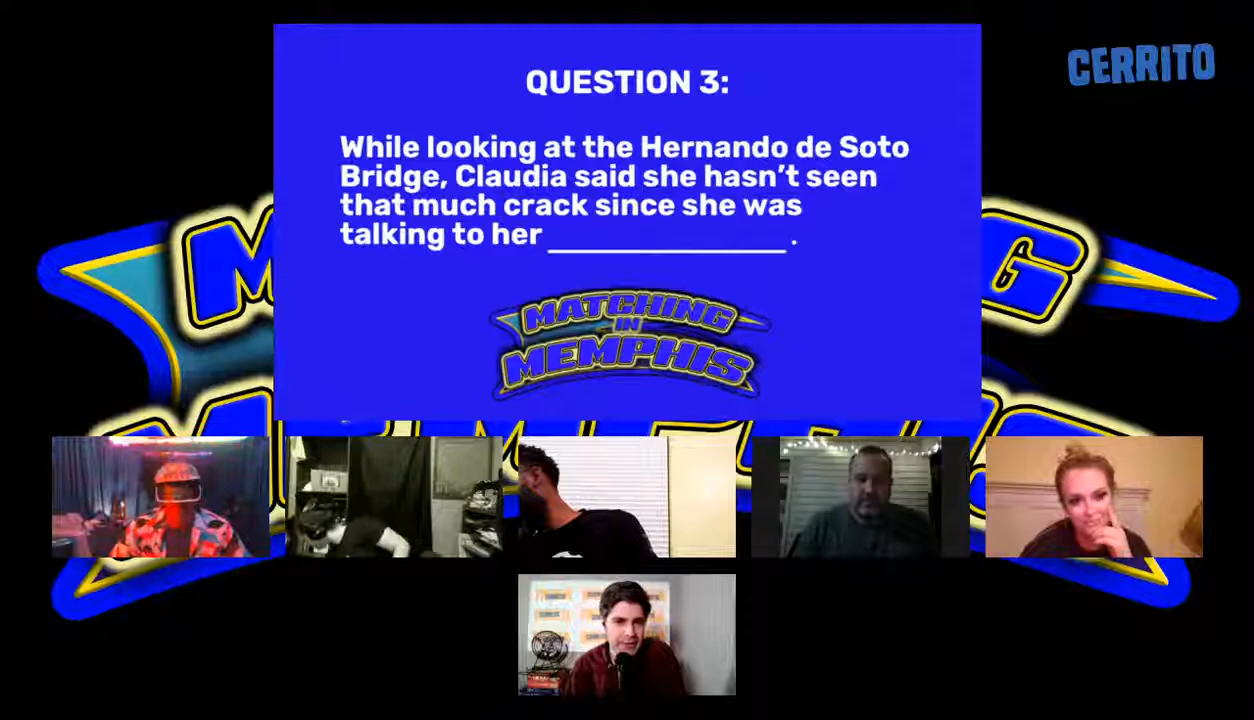 QUESTION 3:
CERRITO
While looking at the Hernando de Soto
Bridge, Claudia said she hasn't seen
that much crack since she was
talking to her ____________.
MATCHING
IN
MEMPHIS